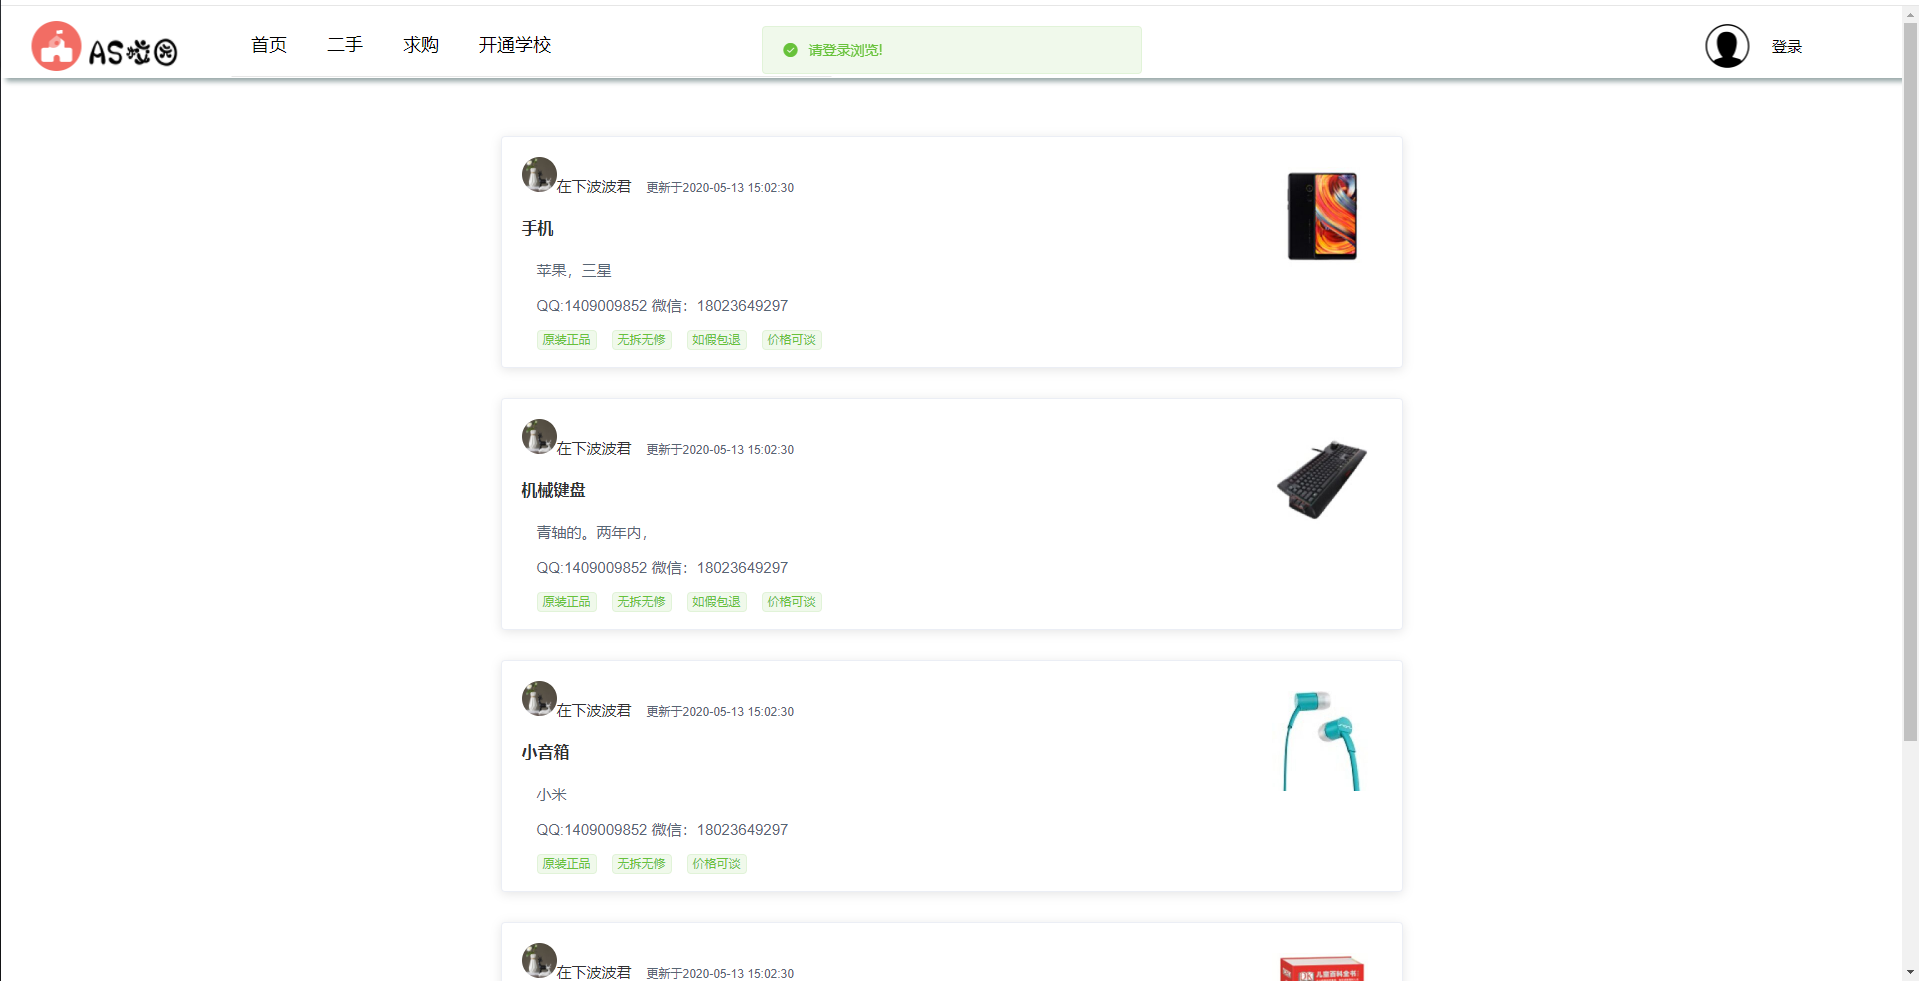 AS校园
首页
二手
求购
开通学校
请登录浏览!
登录
在下波波君 更新于2020-05-13 15:02:30
手机
苹果，三星
QQ:1409009852 微信：18023649297
原装正品 无拆无修 如假包退 价格可谈
在下波波君 更新于2020-05-13 15:02:30
机械键盘
青轴的。两年内，
QQ:1409009852 微信：18023649297
原装正品 无拆无修 如假包退 价格可谈
在下波波君 更新于2020-05-13 15:02:30
小音箱
小米
QQ:1409009852 微信：18023649297
原装正品 无拆无修 价格可谈
在下波波君 更新于2020-05-13 15:02:30
DK 儿童百科全书